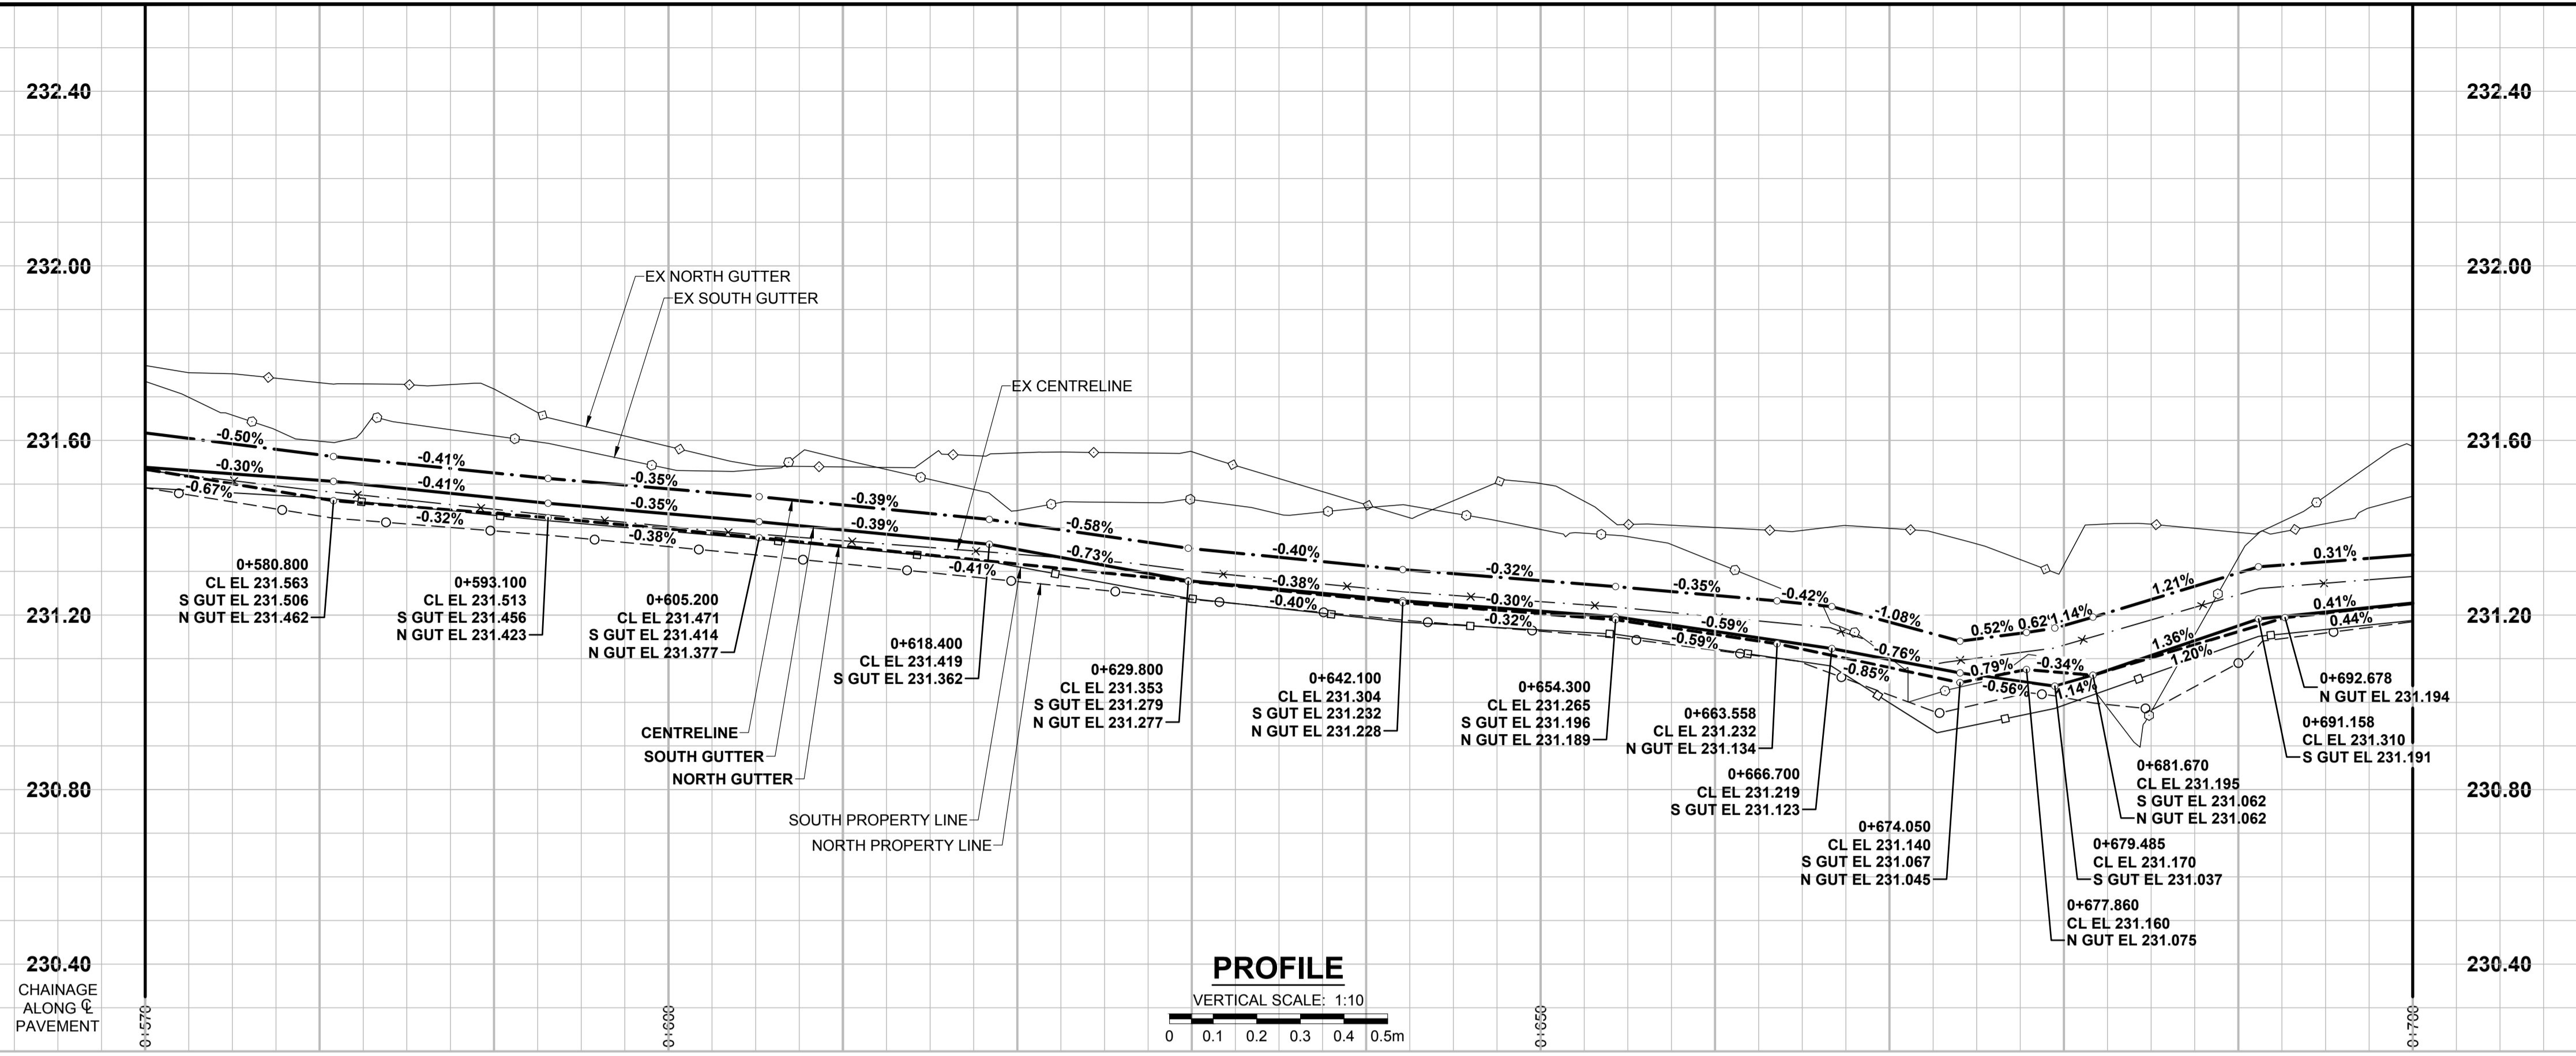 232.40
232.00
231.60
231.20
230.80
230.40
CHAINAGE
ALONG ℄
PAVEMENT
232.40
232.00
231.60
231.20
230.80
230.40
EX NORTH GUTTER
EX SOUTH GUTTER
EX CENTRELINE
-0.50%
-0.41%
-0.35%
-0.39%
-0.58%
-0.40%
-0.32%
-0.35%
-0.42%
-1.08%
0.52%
1.14%
1.21%
0.31%
-0.30%
-0.41%
-0.35%
-0.39%
-0.73%
-0.38%
-0.30%
-0.59%
-0.76%
0.79%
-0.34%
1.36%
0.41%
-0.67%
-0.32%
-0.38%
-0.41%
-0.40%
-0.32%
-0.59%
-0.85%
-0.56%
1.14%
1.20%
0.44%
0+580.800
CL EL 231.563
S GUT EL 231.506
N GUT EL 231.462
0+593.100
CL EL 231.513
S GUT EL 231.456
N GUT EL 231.423
0+605.200
CL EL 231.471
S GUT EL 231.414
N GUT EL 231.377
0+618.400
CL EL 231.419
S GUT EL 231.362
0+629.800
CL EL 231.353
S GUT EL 231.279
N GUT EL 231.277
0+642.100
CL EL 231.304
S GUT EL 231.232
N GUT EL 231.228
0+654.300
CL EL 231.265
S GUT EL 231.196
N GUT EL 231.189
0+663.558
CL EL 231.232
N GUT EL 231.134
0+666.700
CL EL 231.219
S GUT EL 231.123
0+674.050
CL EL 231.140
S GUT EL 231.067
N GUT EL 231.045
0+677.860
CL EL 231.160
N GUT EL 231.075
0+679.485
CL EL 231.170
S GUT EL 231.037
0+681.670
CL EL 231.195
S GUT EL 231.062
N GUT EL 231.062
0+691.158
CL EL 231.310
S GUT EL 231.191
0+692.678
N GUT EL 231.194
CENTRELINE
SOUTH GUTTER
NORTH GUTTER
SOUTH PROPERTY LINE
NORTH PROPERTY LINE
PROFILE
VERTICAL SCALE: 1:10
0 0.1 0.2 0.3 0.4 0.5m
0+570
0+600
0+650
0+700